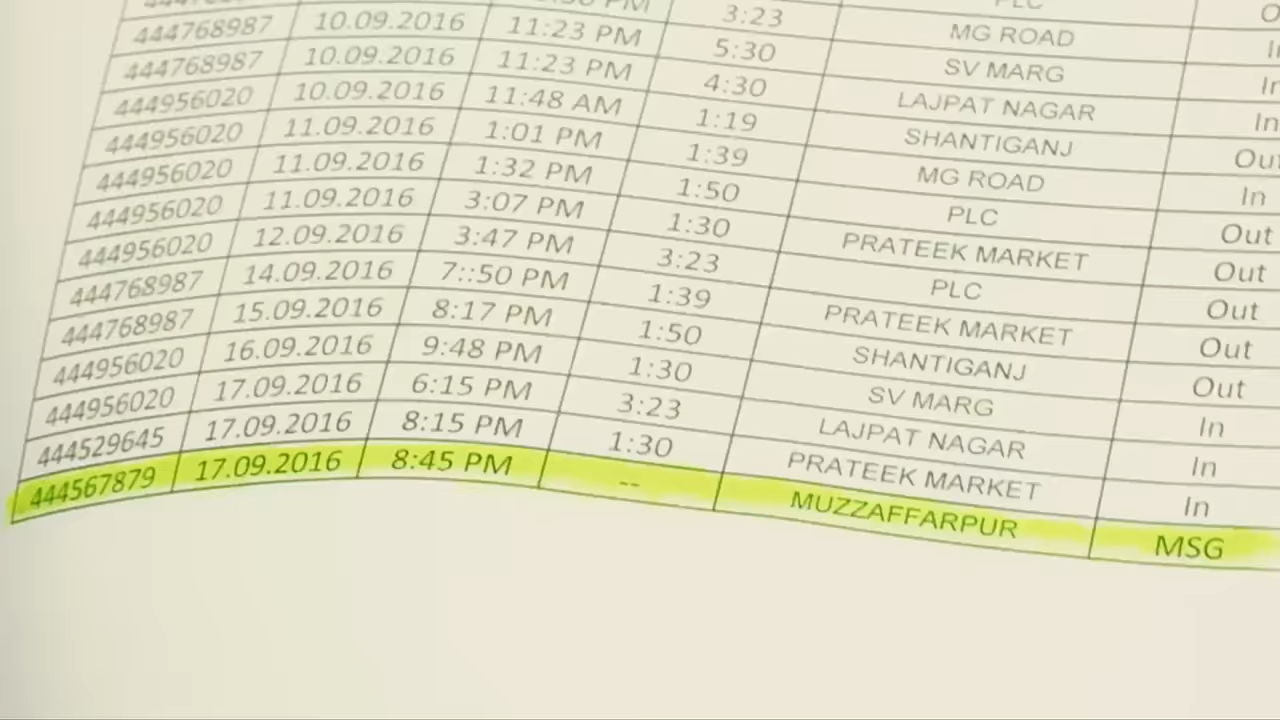 PLC
PM 3:23 MG ROAD
444768987 10.09.2016 11:23 PM 5:30 SV MARG In
444768987 10.09.2016 11:23 PM 4:30 LAJPAT NAGAR In
444956020 10.09.2016 11:48 AM 1:19 SHANTIGANJ Out
444956020 11.09.2016 1:01 PM 1:39 MG ROAD In
444956020 11.09.2016 1:32 PM 1:50 PLC Out
444956020 11.09.2016 3:07 PM 1:30 PRATEEK MARKET Out
444956020 12.09.2016 3:47 PM 3:23 PLC Out
444768987 14.09.2016 7::50 PM 1:39 PRATEEK MARKET Out
444768987 15.09.2016 8:17 PM 1:50 SHANTIGANJ Out
444956020 16.09.2016 9:48 PM 1:30 SV MARG In
444956020 17.09.2016 6:15 PM 3:23 LAJPAT NAGAR In
444529645 17.09.2016 8:15 PM 1:30 PRATEEK MARKET In
444567879 17.09.2016 8:45 PM -- MUZZAFFARPUR MSG